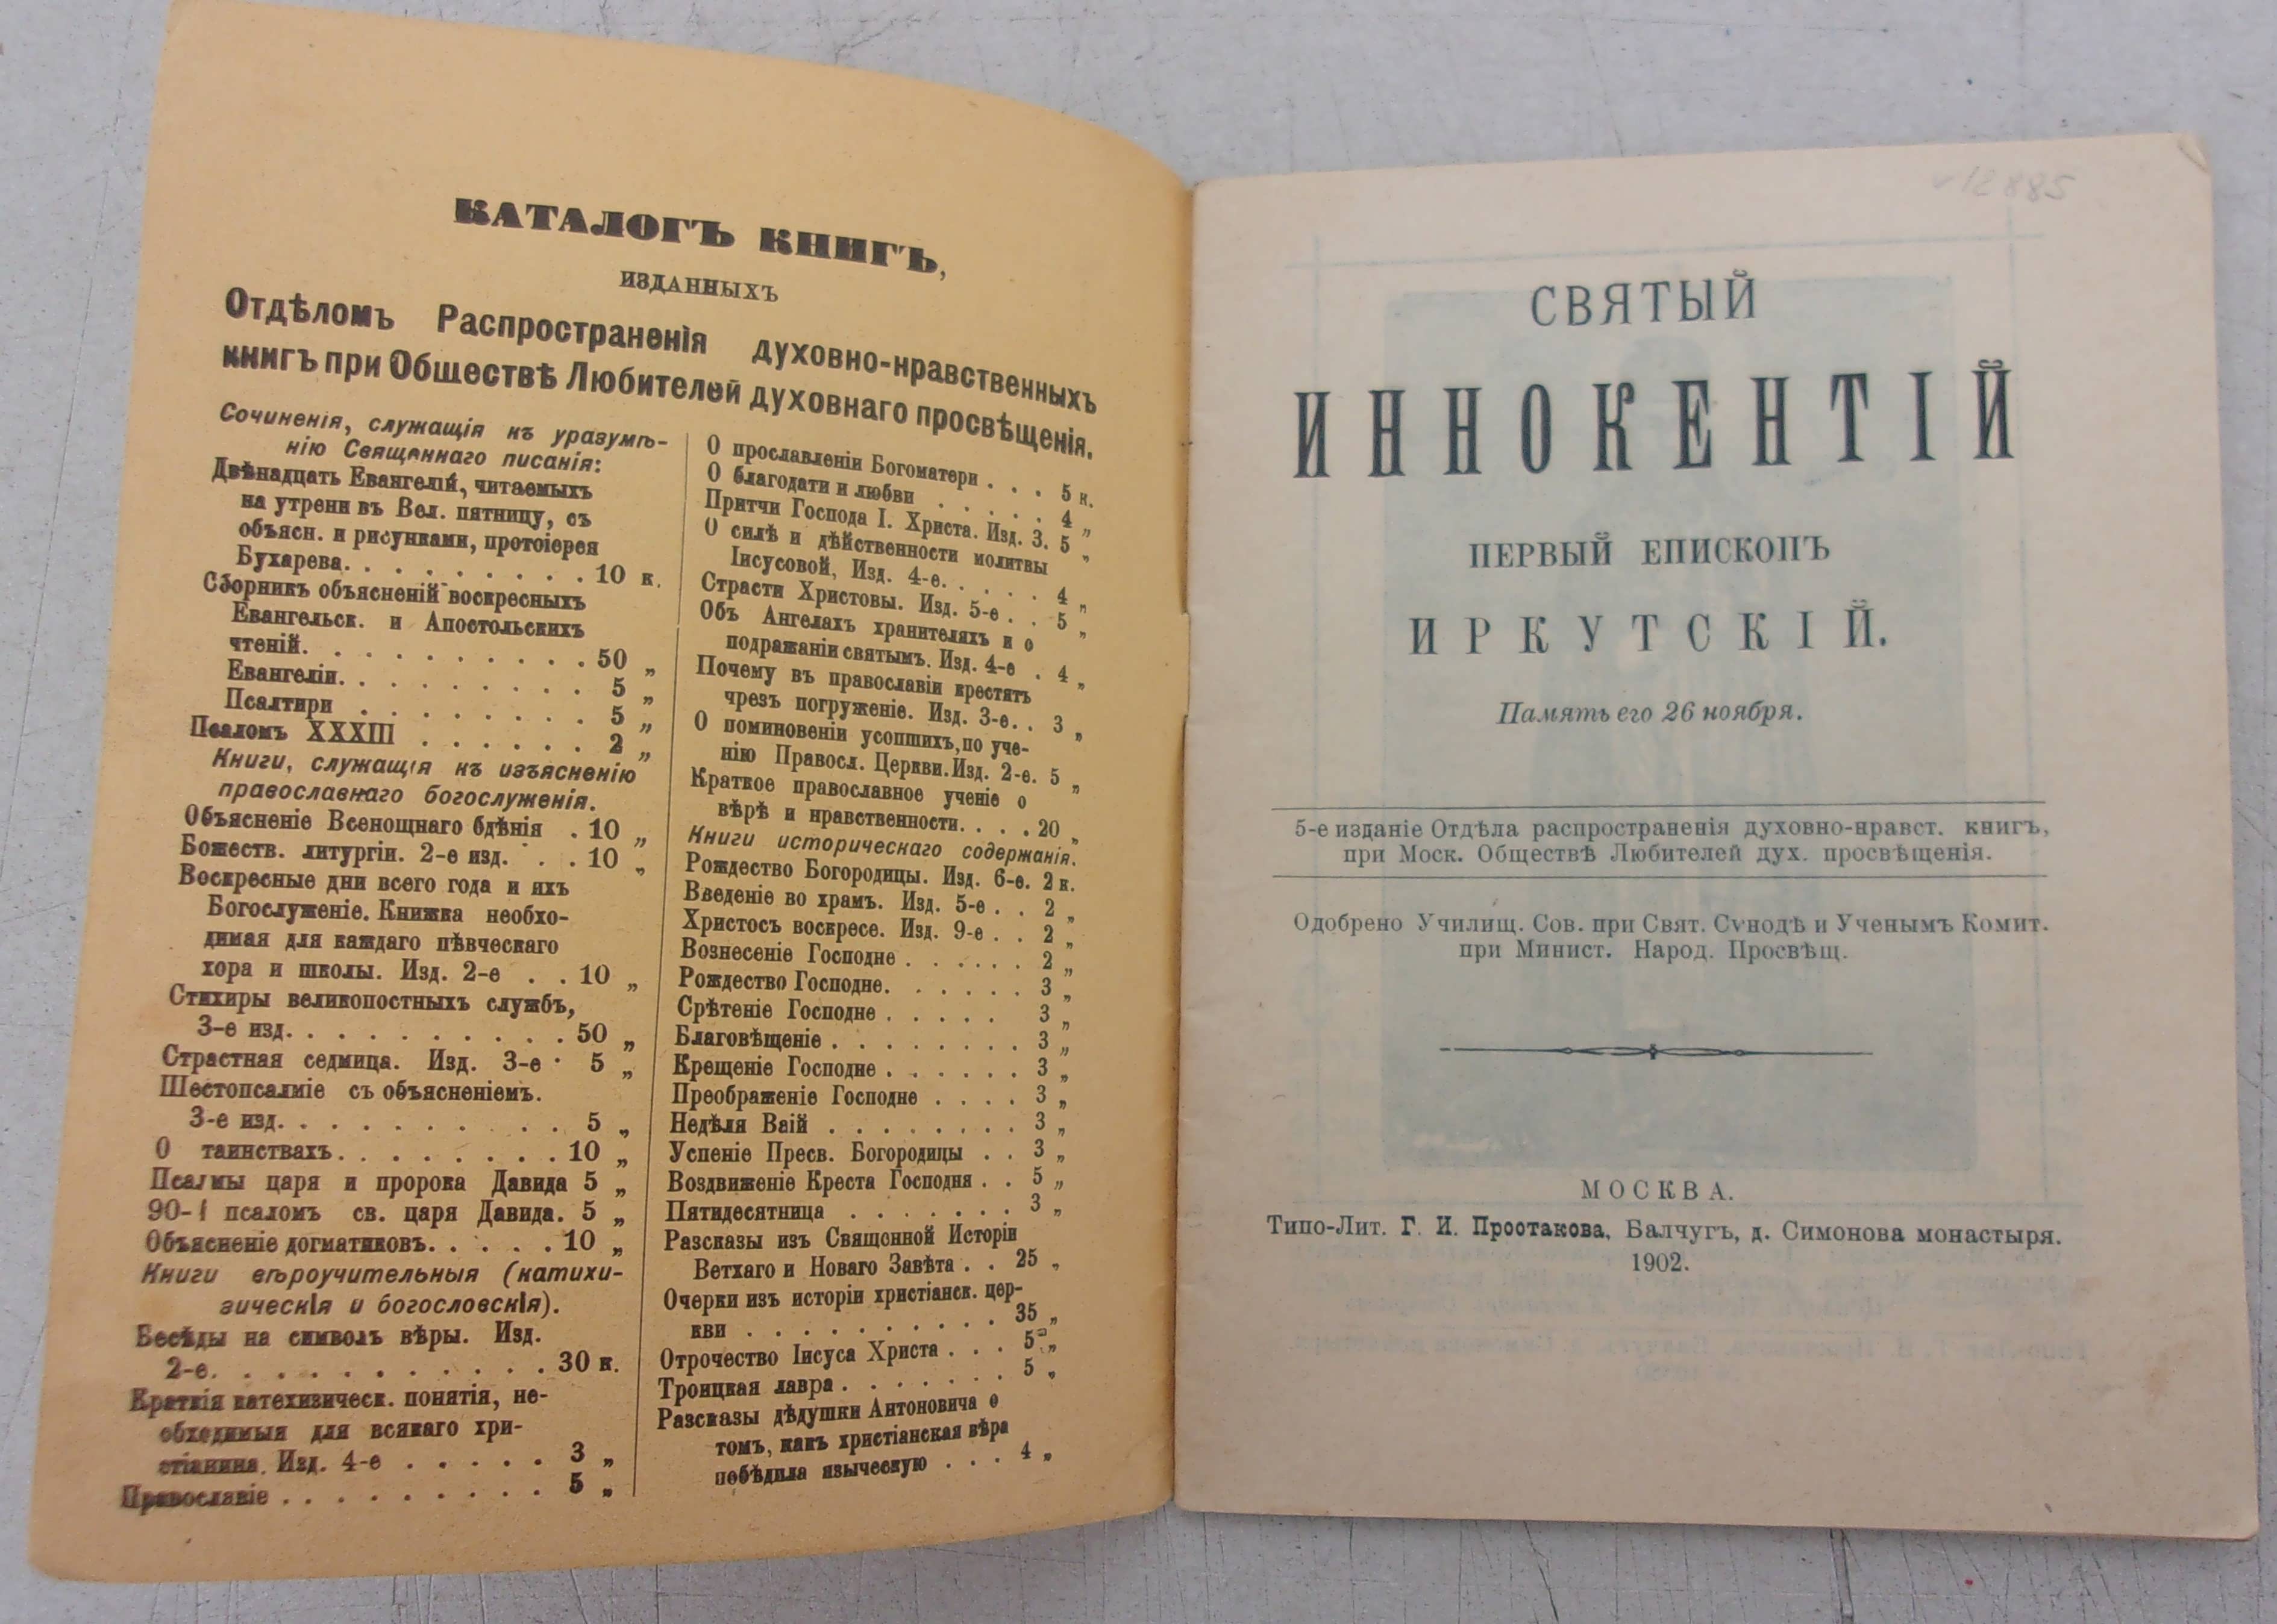 КАТАЛОГЪ КНИГЪ,
ИЗДАННЫХЪ
Отдѣломъ Распространенія духовно-нравственныхъ
книгъ при Обществѣ Любителей духовнаго просвѣщенія.
Сочиненія, служащія къ уразумѣ-
нію Священнаго писанія:
Двѣнадцать Евангелій, читаемыхъ
на утрени въ Вел. пятницу, съ
объясн. и рисунками, протоіерея
Бухарева. . . . . . . . . . 10 к.
Сборникъ объясненій воскресныхъ
Евангельск. и Апостольскихъ
чтеній. . . . . . . . . . . 50 „
Евангеліи. . . . . . . . . 5 „
Псалтири . . . . . . . . 5 „
Псаломъ XXXIII . . . . . . 2 „
Книги, служащія къ изъясненію
православнаго богослуженія.
Объясненіе Всенощнаго бдѣнія . 10 „
Божеств. литургіи. 2-е изд. . . . 10 „
Воскресные дни всего года и ихъ
Богослуженіе. Книжка необхо-
димая для каждаго пѣвческаго
хора и школы. Изд. 2-е . . 10 „
Стихиры великопостныхъ службъ,
3-е изд. . . . . . . . . . . 50 „
Страстная седмица. Изд. 3-е . 5 „
Шестопсалміе съ объясненіемъ.
3-е изд. . . . . . . . . . . 5 „
О таинствахъ. . . . . . . . . 10 „
Псалмы царя и пророка Давида 5 „
90-й псаломъ св. царя Давида. 5 „
Объясненіе догматиковъ. . . . . 10 „
Книги вѣроучительныя (катихи-
зическія и богословскія).
Бесѣды на символъ вѣры. Изд.
2-е. . . . . . . . . . . . 30 к.
Краткія катехизическ. понятія, не-
обходимыя для всякаго хри-
стіанина. Изд. 4-е . . . . . 3 „
Православіе . . . . . . . . . 5 „
О прославленіи Богоматери . . . 5 к.
О благодати и любви . . . . . 4 „
Притчи Господа І. Христа. Изд. 3. 5 „
О силѣ и дѣйственности молитвы
Іисусовой, Изд. 4-е. . . . . 4 „
Страсти Христовы. Изд. 5-е . . 5 „
Объ Ангелахъ хранителяхъ и о
подражаніи святымъ. Изд. 4-е . 4 „
Почему въ православіи крестятъ
чрезъ погруженіе. Изд. 3-е. . 3 „
О поминовеніи усопшихъ, по уче-
нію Правосл. Церкви. Изд. 2-е. 5 „
Краткое православное ученіе о
вѣрѣ и нравственности. . . . 20 „
Книги историческаго содержанія.
Рождество Богородицы. Изд. 6-е. 2 к.
Введеніе во храмъ. Изд. 5-е . . 2 „
Христосъ воскресе. Изд. 9-е . . 2 „
Вознесеніе Господне . . . . . . 2 „
Рождество Господне. . . . . . . 3 „
Срѣтеніе Господне . . . . . 3 „
Благовѣщеніе . . . . . . . . 3 „
Крещеніе Господне . . . . . . 3 „
Преображеніе Господне . . . . 3 „
Недѣля Ваій . . . . . . . . 3 „
Успеніе Пресв. Богородицы . . 3 „
Воздвиженіе Креста Господня . . 5 „
Пятидесятница . . . . . . . 3 „
Разсказы изъ Священной Исторіи
Ветхаго и Новаго Завѣта . . 25 „
Очерки изъ исторіи христіанск. цер-
кви . . . . . . . . . . 35 „
Отрочество Іисуса Христа . . . 5 „
Троицкая лавра . . . . . . . 5 „
Разсказы дѣдушки Антоновича о
томъ, какъ христіанская вѣра
побѣдила языческую . . . 4 „
12885
СВЯТЫЙ
ИННОКЕНТІЙ
ПЕРВЫЙ ЕПИСКОПЪ
ИРКУТСКІЙ.
Память его 26 ноября.
5-е изданіе Отдѣла распространенія духовно-нравст. книгъ,
при Моск. Обществѣ Любителей дух. просвѣщенія.
Одобрено Училищ. Сов. при Свят. Сѵнодѣ и Ученымъ Комит.
при Минист. Народ. Просвѣщ.
МОСКВА.
Типо-Лит. Г. И. Простакова, Балчугъ, д. Симонова монастыря.
1902.